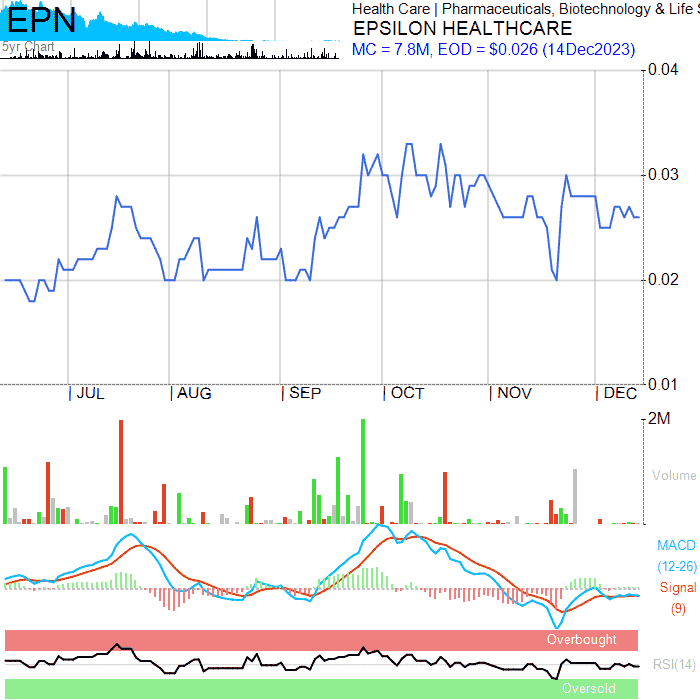 EPN
5yr Chart
Health Care | Pharmaceuticals, Biotechnology & Life S
EPSILON HEALTHCARE
MC = 7.8M, EOD = $0.026 (14Dec2023)
0.04
0.03
0.02
0.01
| JUL | AUG | SEP | OCT | NOV | DEC
2M
Volume
MACD
(12-26)
Signal
(9)
Overbought
RSI(14)
Oversold